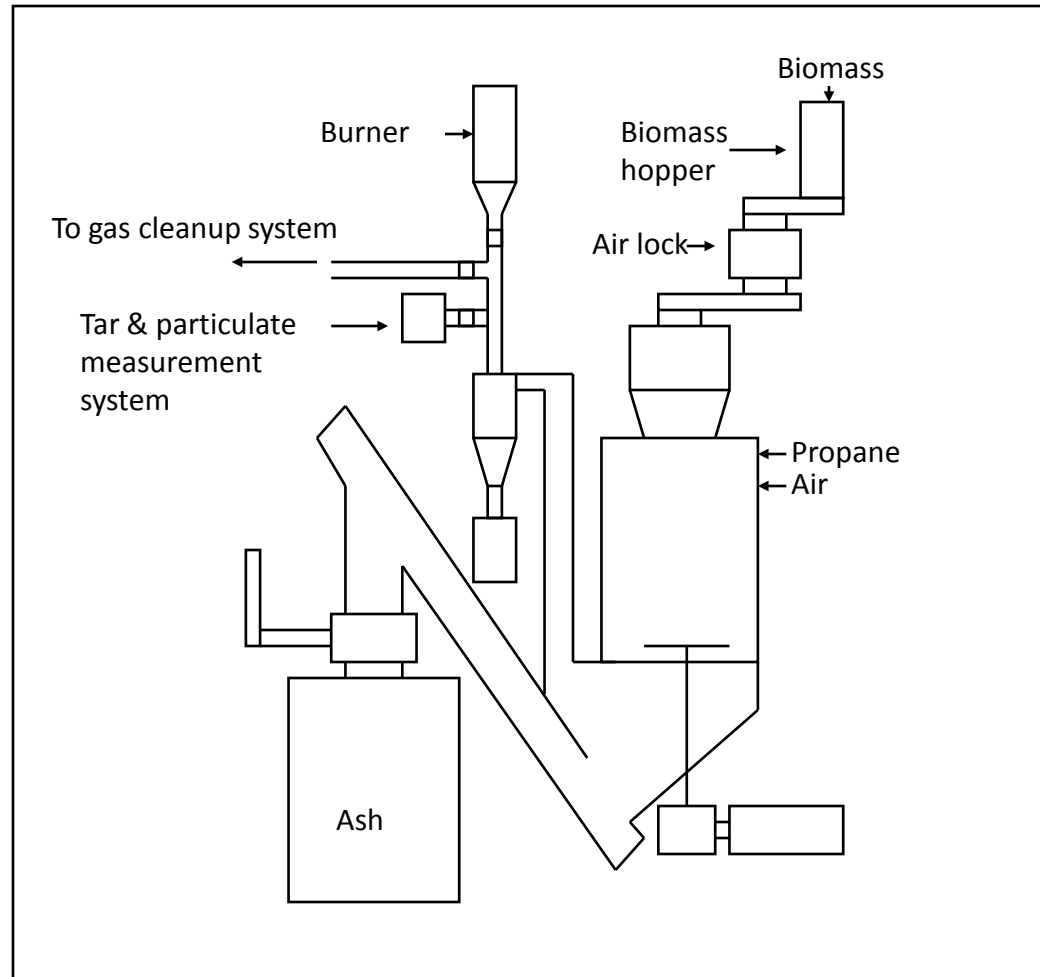 Biomass
Burner
Biomass
hopper
To gas cleanup system
Air lock
Tar & particulate
measurement
system
Propane
Air
Ash